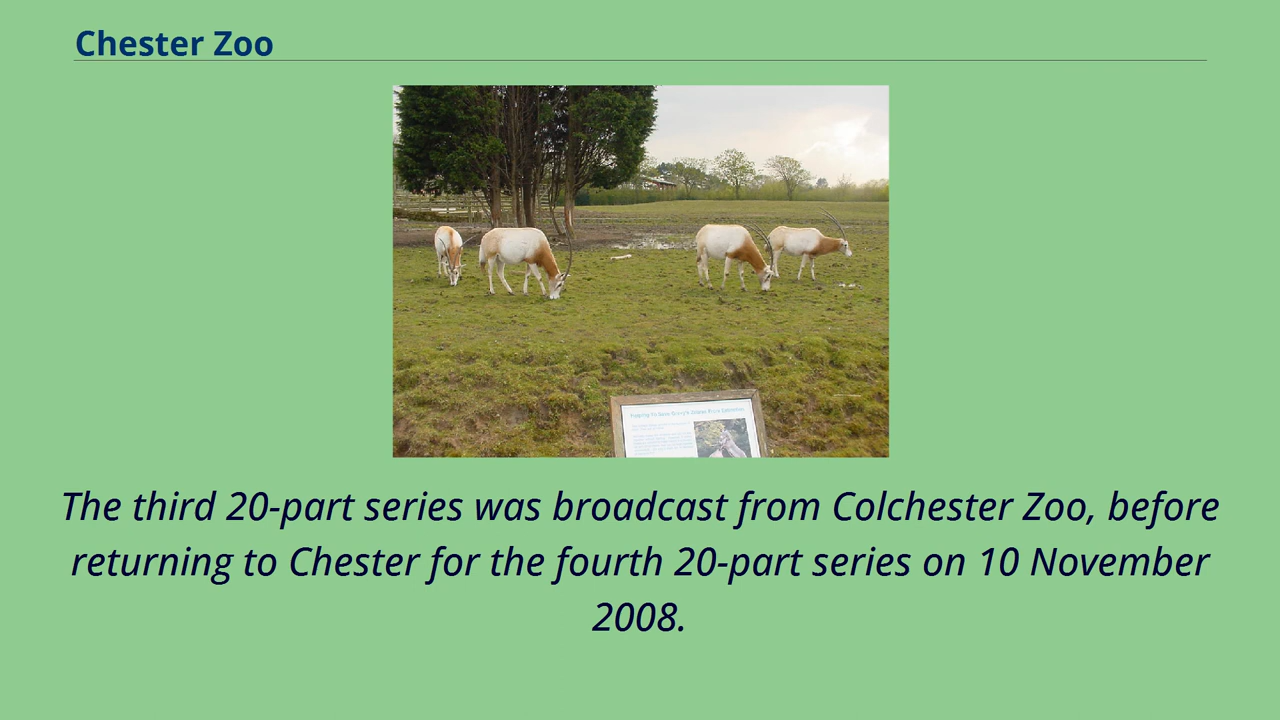 Chester Zoo
The third 20-part series was broadcast from Colchester Zoo, before
returning to Chester for the fourth 20-part series on 10 November
2008.